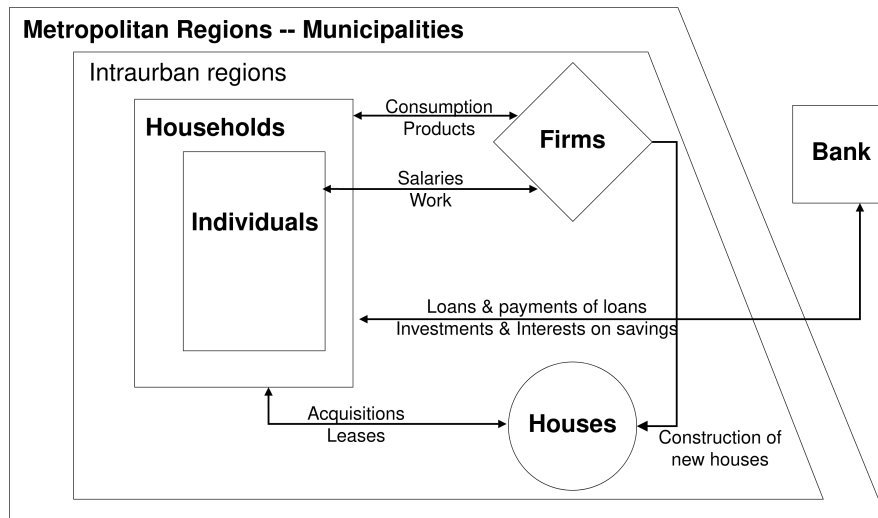 Metropolitan Regions -- Municipalities
Intraurban regions
Households
Consumption
Products
Firms
Bank
Individuals
Salaries
Work
Loans & payments of loans
Investments & Interests on savings
Acquisitions
Leases
Houses
Construction of
new houses